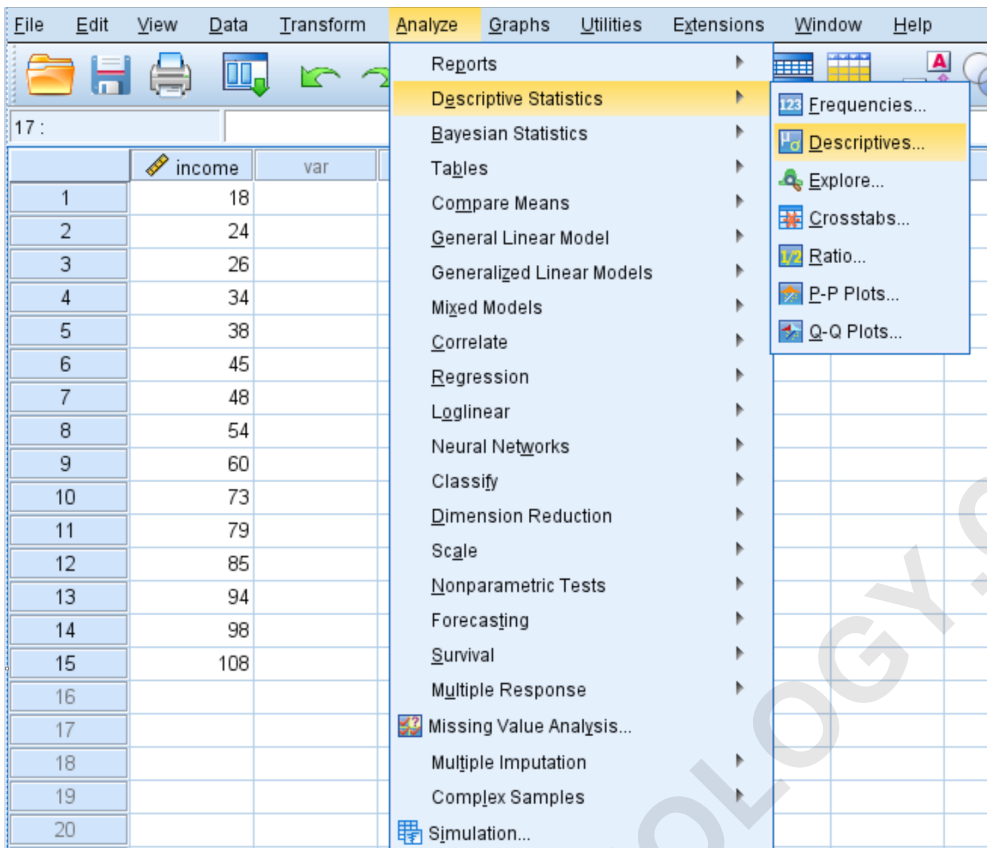 File Edit View Data Transform Analyze Graphs Utilities Extensions Window Help
17 :
income var
1 18
2 24
3 26
4 34
5 38
6 45
7 48
8 54
9 60
10 73
11 79
12 85
13 94
14 98
15 108
16
17
18
19
20
Reports
Descriptive Statistics
Bayesian Statistics
Tables
Compare Means
General Linear Model
Generalized Linear Models
Mixed Models
Correlate
Regression
Loglinear
Neural Networks
Classify
Dimension Reduction
Scale
Nonparametric Tests
Forecasting
Survival
Multiple Response
Missing Value Analysis...
Multiple Imputation
Complex Samples
Simulation...
123 Frequencies...
Descriptives...
Explore...
Crosstabs...
1/2 Ratio...
P-P Plots...
Q-Q Plots...
A
OLOGY.